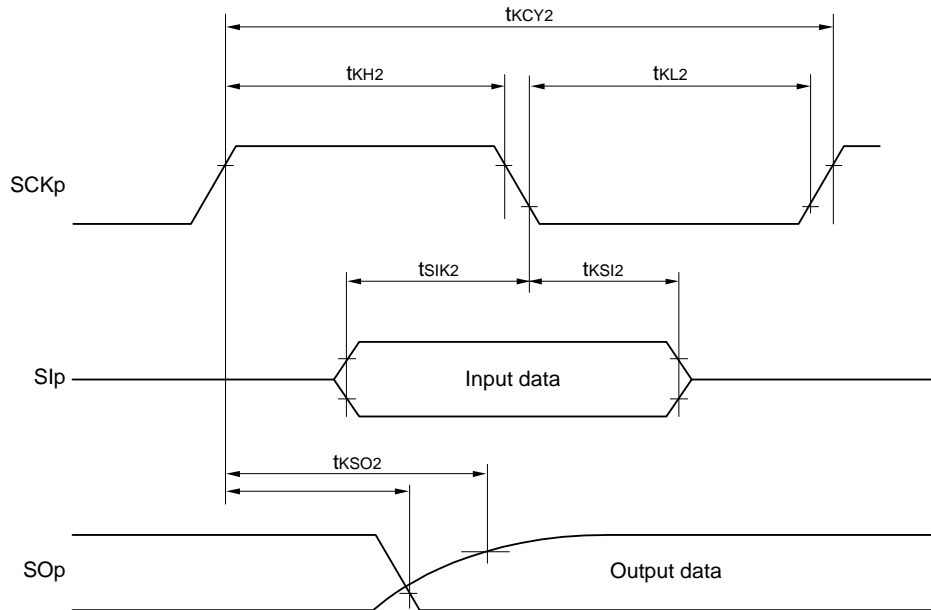 tKCY2
tKH2
tKL2
SCKp
tSIK2
tKSI2
SIp
Input data
tKSO2
SOp
Output data